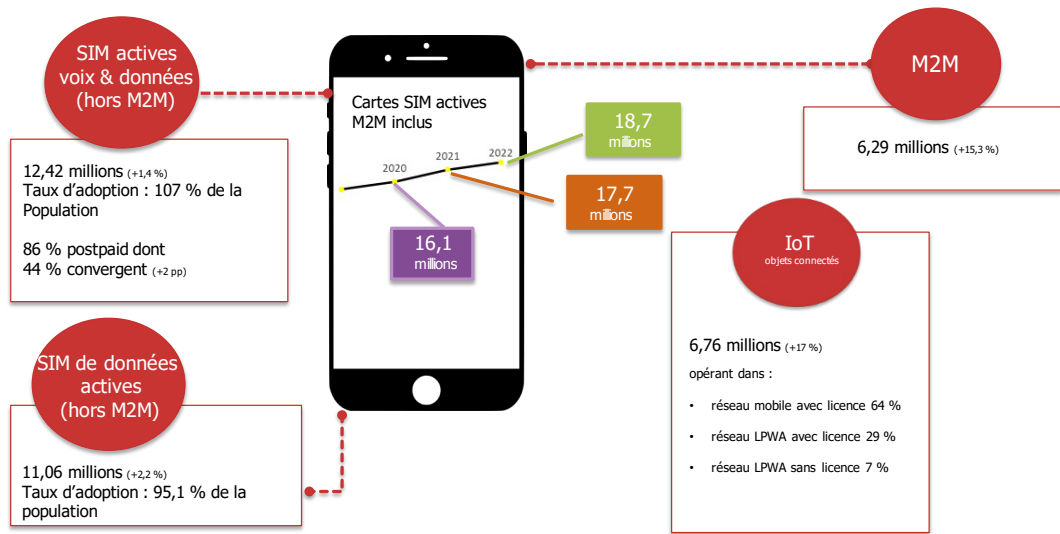 SIM actives
voix & données
(hors M2M)
12,42 millions (+1,4 %)
Taux d’adoption : 107 % de la
Population
86 % postpaid dont
44 % convergent (+2 pp)
SIM de données
actives
(hors M2M)
11,06 millions (+2,2 %)
Taux d’adoption : 95,1 % de la
population
Cartes SIM actives
M2M inclus
2020
2021
2022
16,1
millions
17,7
millions
18,7
millions
M2M
6,29 millions (+15,3 %)
IoT
objets connectés
6,76 millions (+17 %)
opérant dans :
• réseau mobile avec licence 64 %
• réseau LPWA avec licence 29 %
• réseau LPWA sans licence 7 %